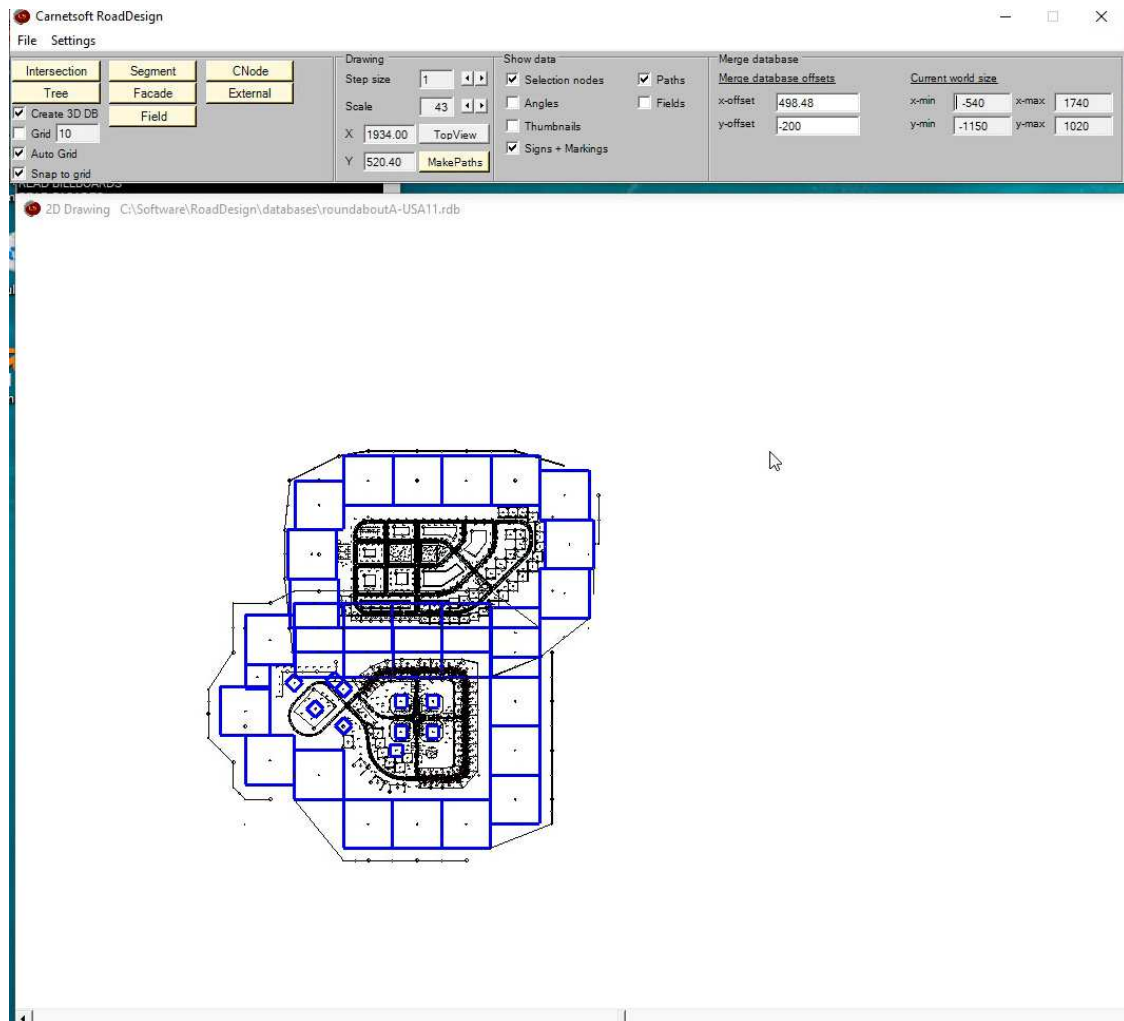 Carnetsoft RoadDesign
File Settings
Intersection Segment CNode
Tree Facade External
Create 3D DB Field
Grid 10
Auto Grid
Snap to grid
Drawing
Step size 1
Scale 43
X 1934.00 TopView
Y 520.40 MakePaths
Show data
Selection nodes Paths
Angles Fields
Thumbnails
Signs + Markings
Merge database
Merge database offsets Current world size
x-offset 498.48 x-min -540 x-max 1740
y-offset -200 y-min -1150 y-max 1020
READ BILLBOARDS
2D Drawing C:\Software\RoadDesign\databases\roundaboutA-USA11.rdb